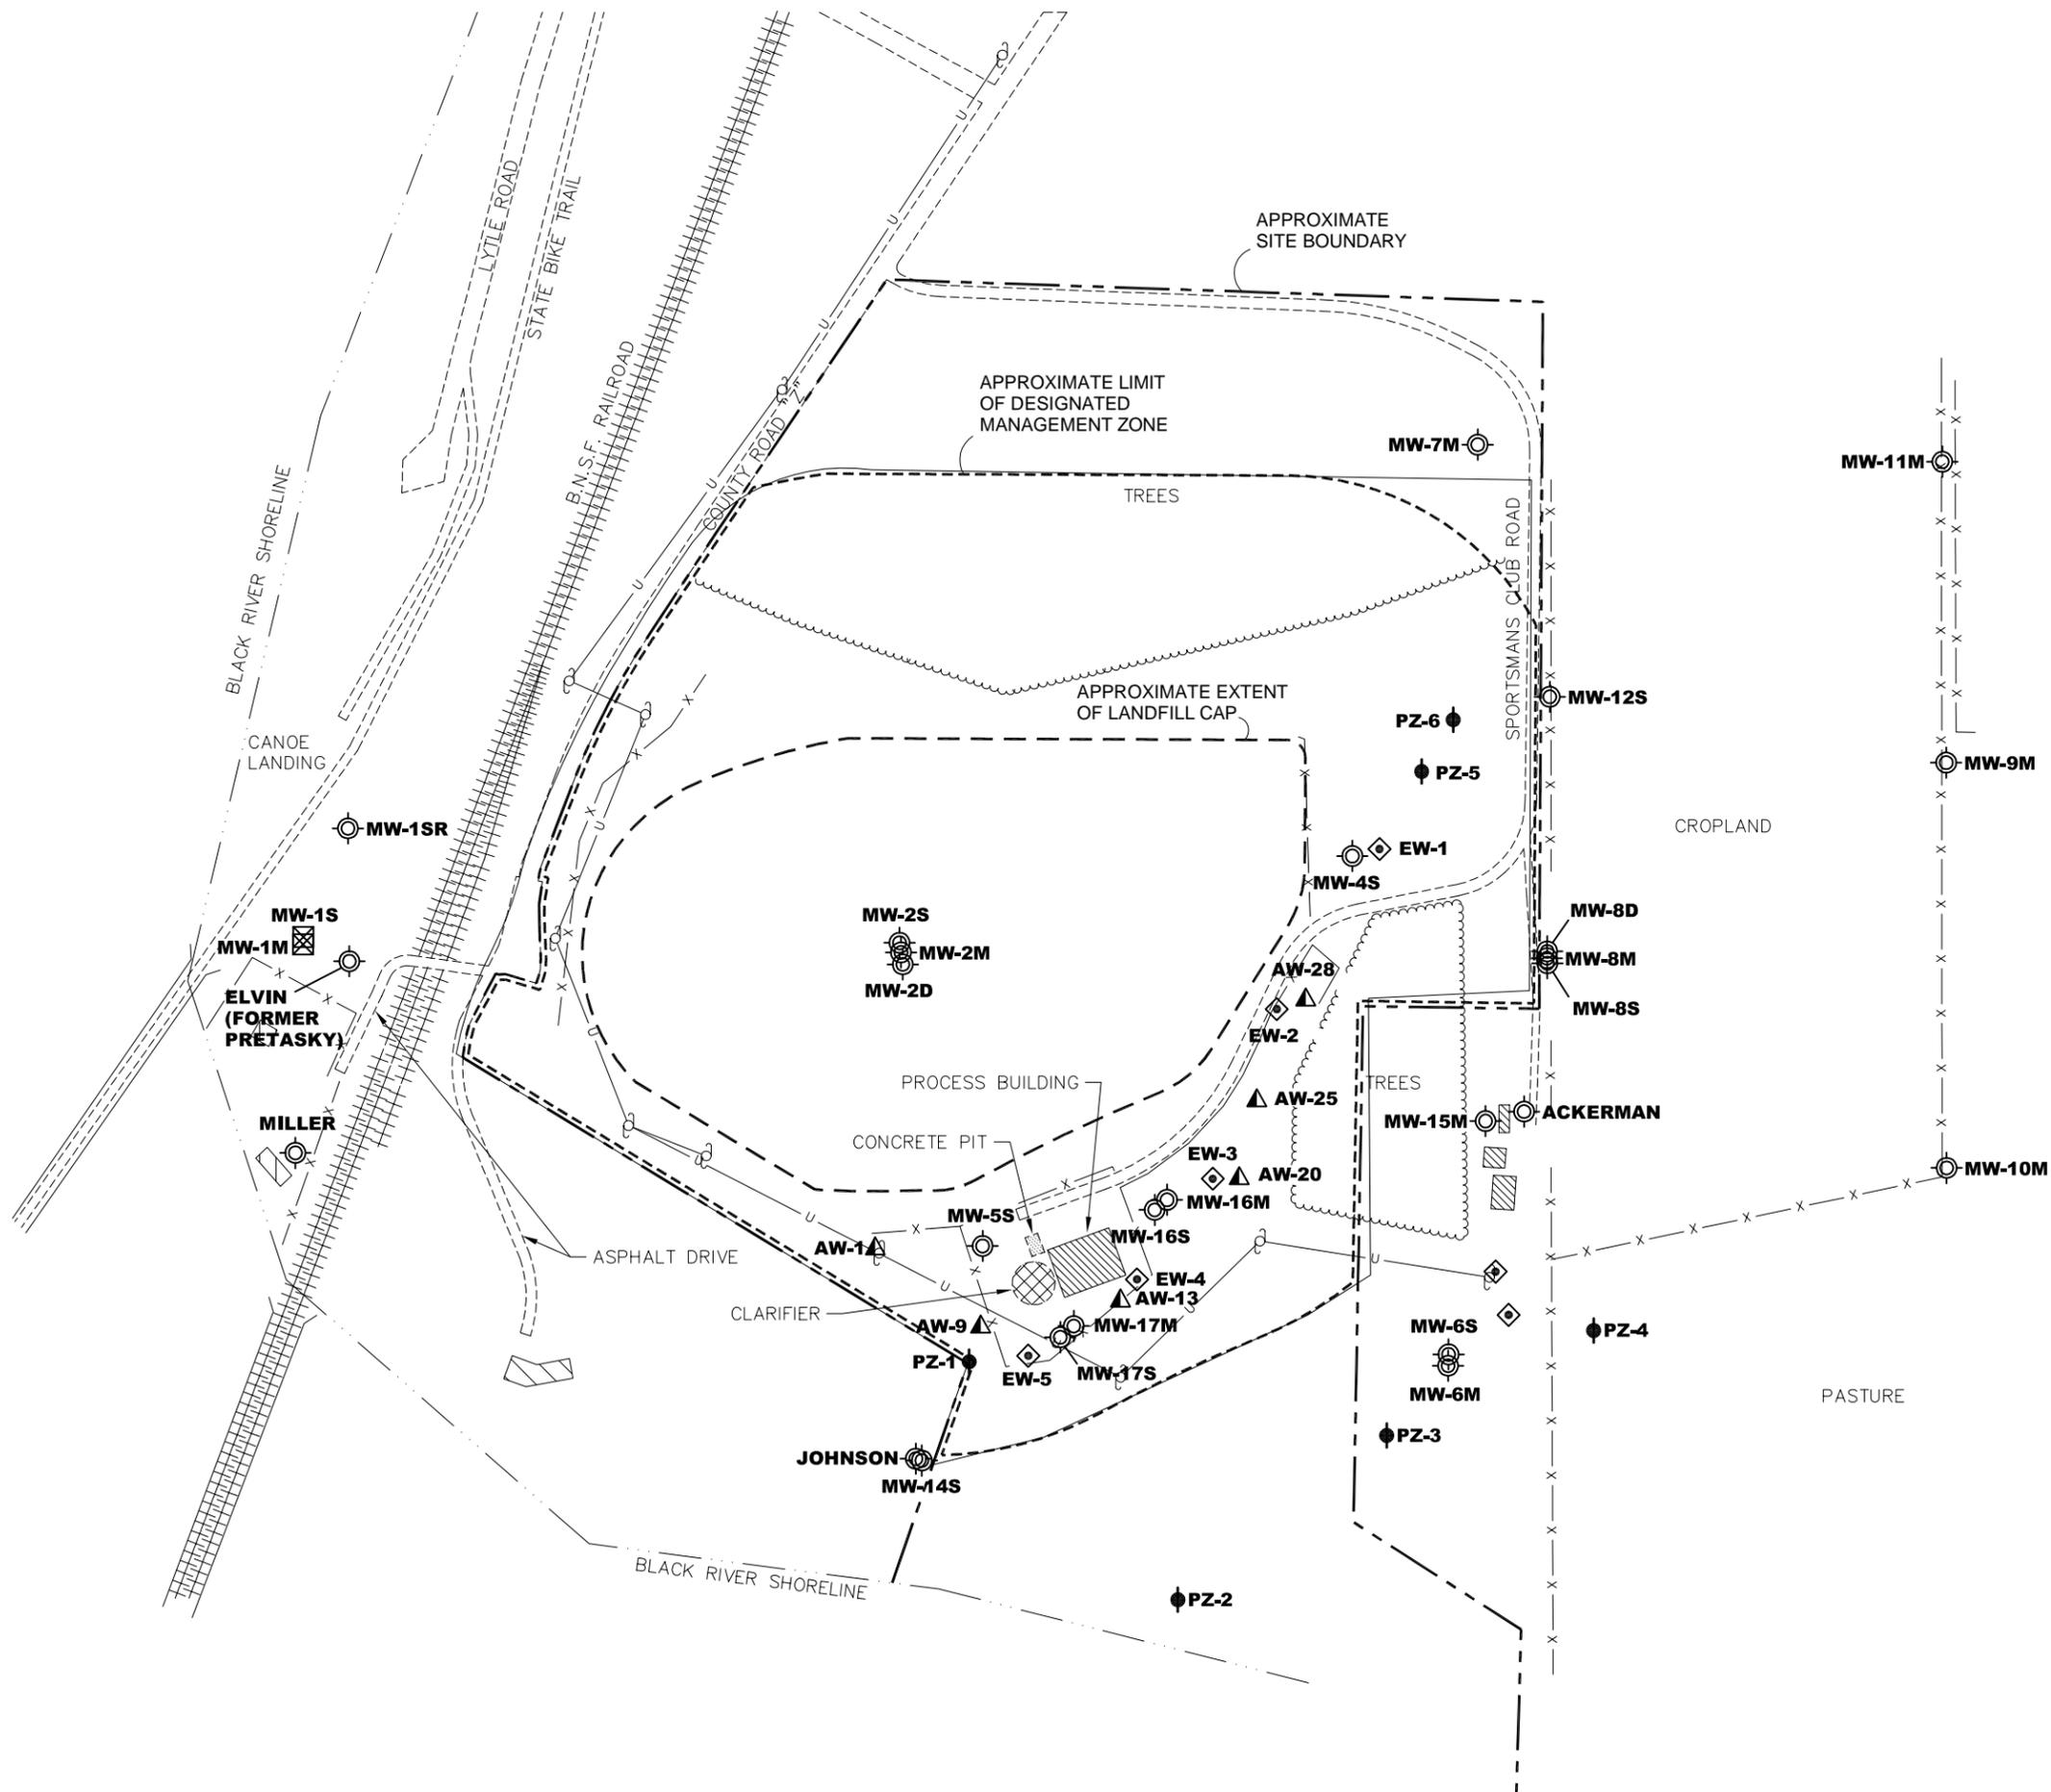 APPROXIMATE
SITE BOUNDARY
LYTLE ROAD
STATE BIKE TRAIL
B.N.S.F. RAILROAD
COUNTY ROAD "Z"
APPROXIMATE LIMIT
OF DESIGNATED
MANAGEMENT ZONE
MW-7M
MW-11M
TREES
BLACK RIVER SHORELINE
SPORTSMANS CLUB ROAD
APPROXIMATE EXTENT
OF LANDFILL CAP
MW-12S
PZ-6
PZ-5
MW-9M
CANOE
LANDING
MW-1SR
CROPLAND
EW-1
MW-4S
MW-1S
MW-1M
MW-2S
MW-2M
MW-2D
MW-8D
MW-8M
MW-8S
AW-28
EW-2
ELVIN
(FORMER
PRETASKY)
PROCESS BUILDING
TREES
AW-25
MW-15M
ACKERMAN
MILLER
CONCRETE PIT
EW-3
AW-20
MW-10M
MW-16M
MW-16S
MW-5S
AW-1
ASPHALT DRIVE
EW-4
AW-13
CLARIFIER
AW-9
MW-17M
MW-17S
PZ-1
EW-5
MW-6S
MW-6M
PZ-4
PASTURE
PZ-3
JOHNSON
MW-14S
BLACK RIVER SHORELINE
PZ-2